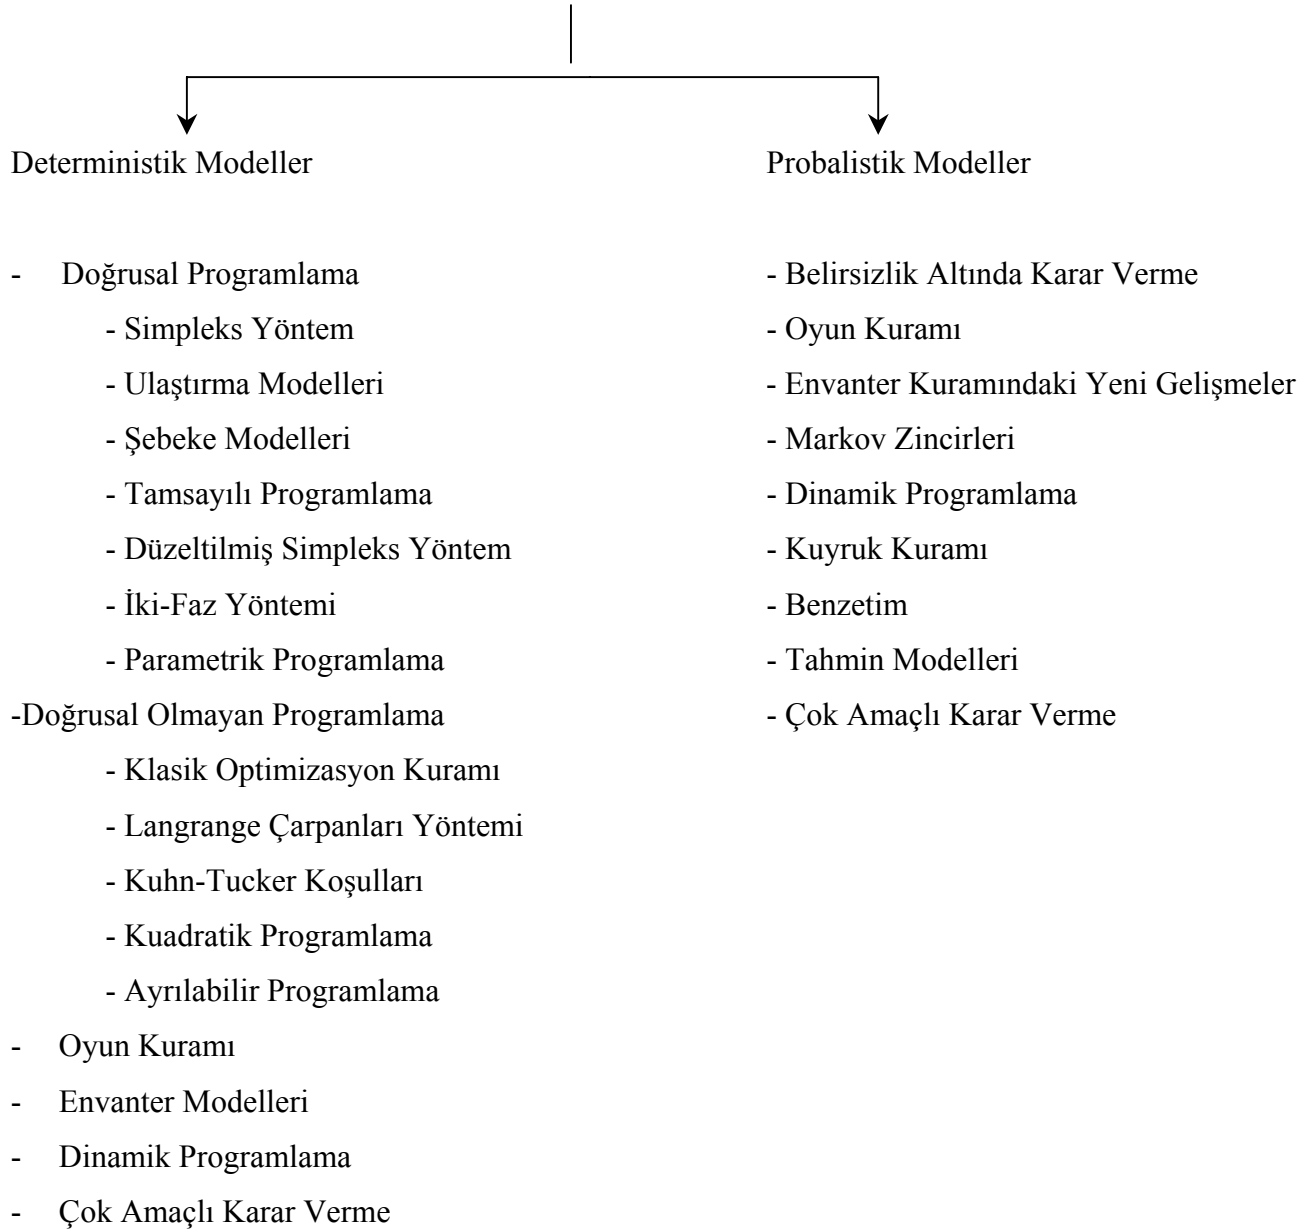 Deterministik Modeller
- Doğrusal Programlama
- Simpleks Yöntem
- Ulaştırma Modelleri
- Şebeke Modelleri
- Tamsayılı Programlama
- Düzeltilmiş Simpleks Yöntem
- İki-Faz Yöntemi
- Parametrik Programlama
-Doğrusal Olmayan Programlama
- Klasik Optimizasyon Kuramı
- Langrange Çarpanları Yöntemi
- Kuhn-Tucker Koşulları
- Kuadratik Programlama
- Ayrılabilir Programlama
- Oyun Kuramı
- Envanter Modelleri
- Dinamik Programlama
- Çok Amaçlı Karar Verme
Probalistik Modeller
- Belirsizlik Altında Karar Verme
- Oyun Kuramı
- Envanter Kuramındaki Yeni Gelişmeler
- Markov Zincirleri
- Dinamik Programlama
- Kuyruk Kuramı
- Benzetim
- Tahmin Modelleri
- Çok Amaçlı Karar Verme